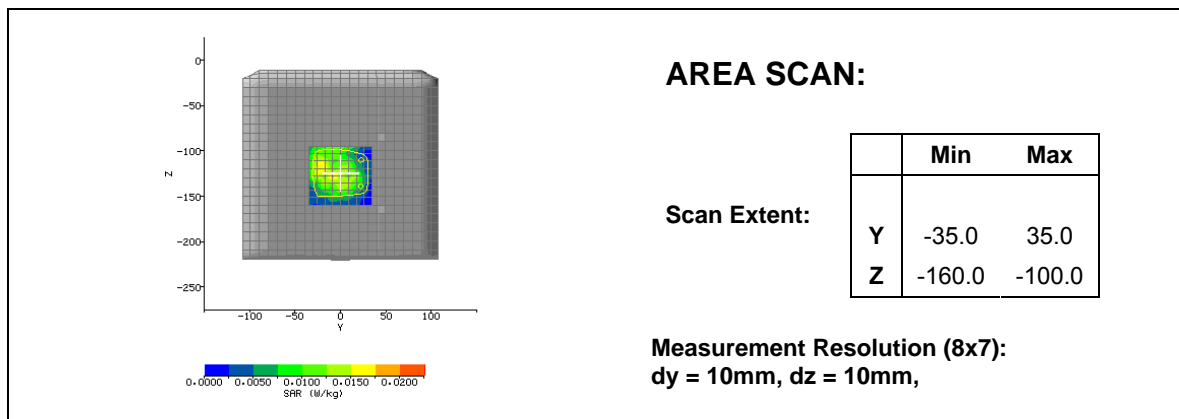 0
-50
-100
-150
-200
-250
Z
-100 -50 0 50 100
Y
0.0000 0.0050 0.0100 0.0150 0.0200
SAR (W/kg)
AREA SCAN:
Scan Extent:
Min Max
Y -35.0 35.0
Z -160.0 -100.0
Measurement Resolution (8x7):
dy = 10mm, dz = 10mm,